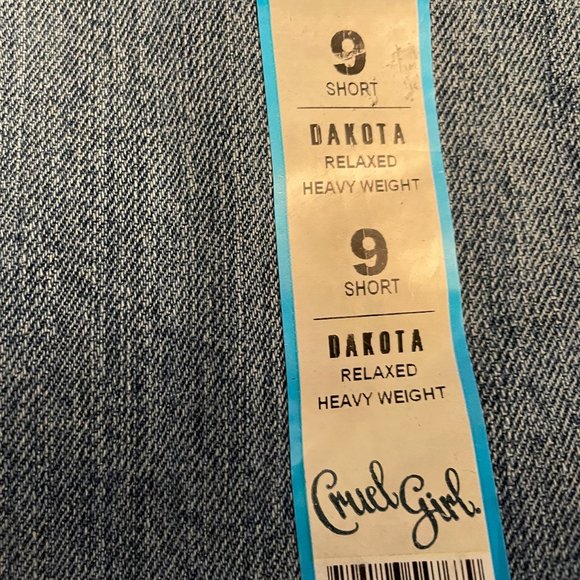 9
SHORT
DAKOTA
RELAXED
HEAVY WEIGHT
9
SHORT
DAKOTA
RELAXED
HEAVY WEIGHT
Cruel Girl.